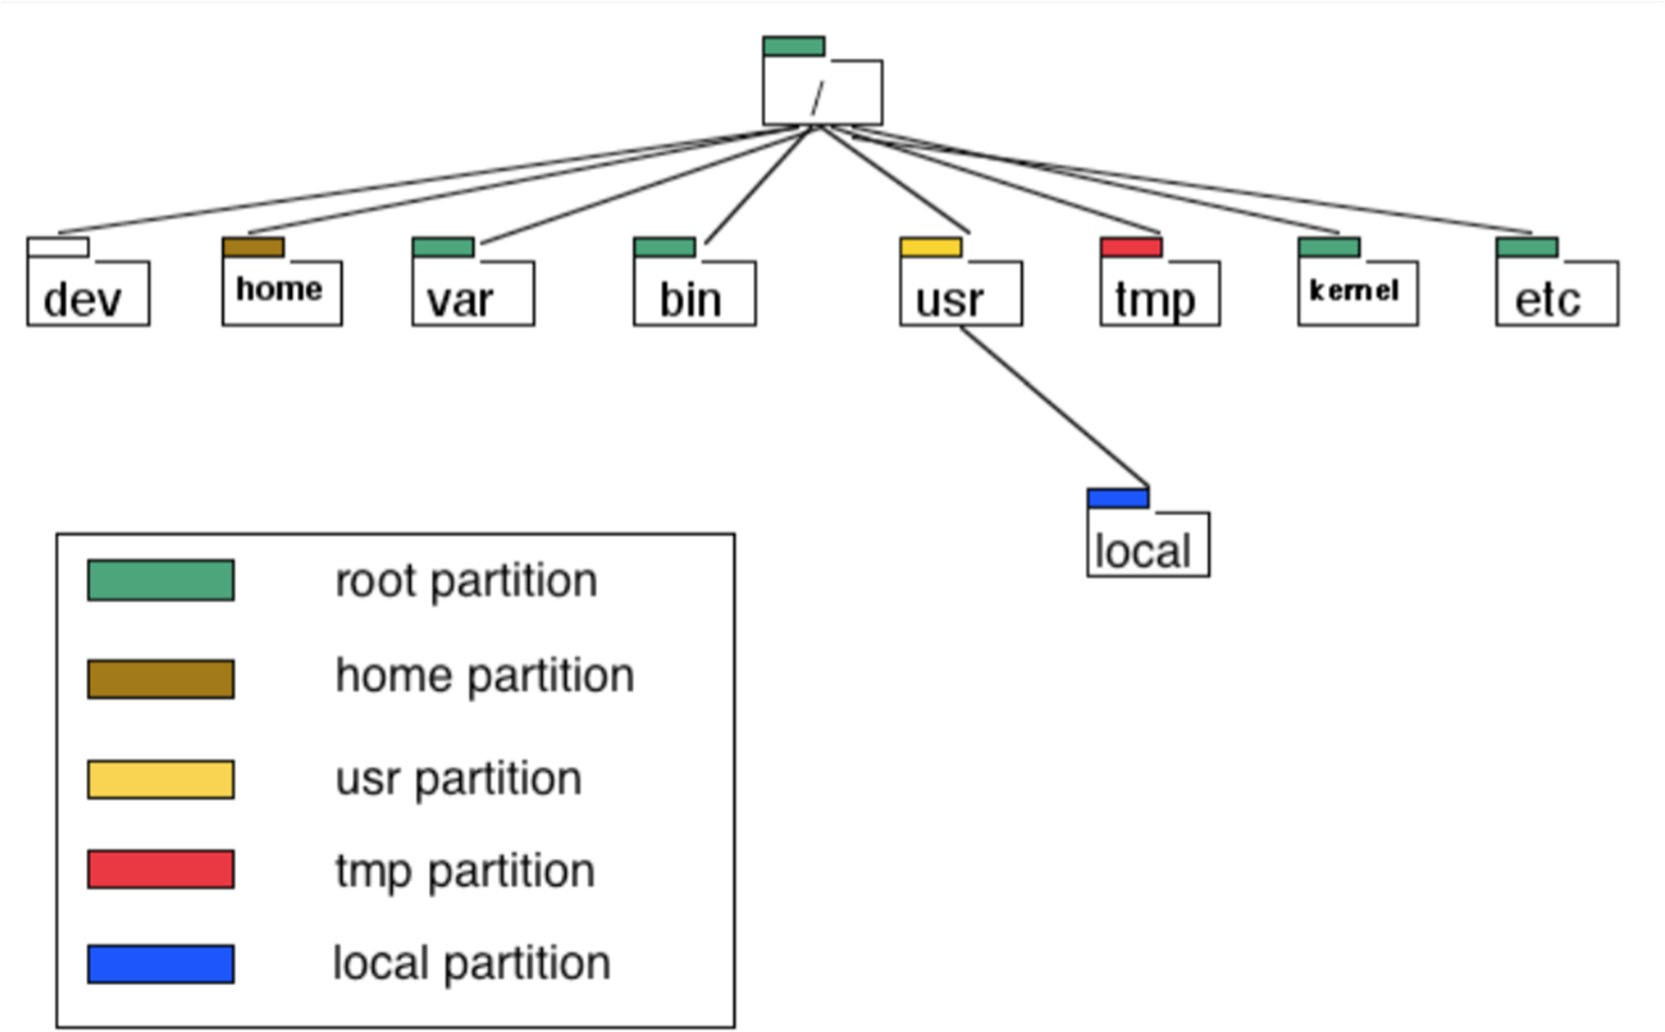 /
dev
home
var
bin
usr
tmp
kernel
etc
local
root partition
home partition
usr partition
tmp partition
local partition